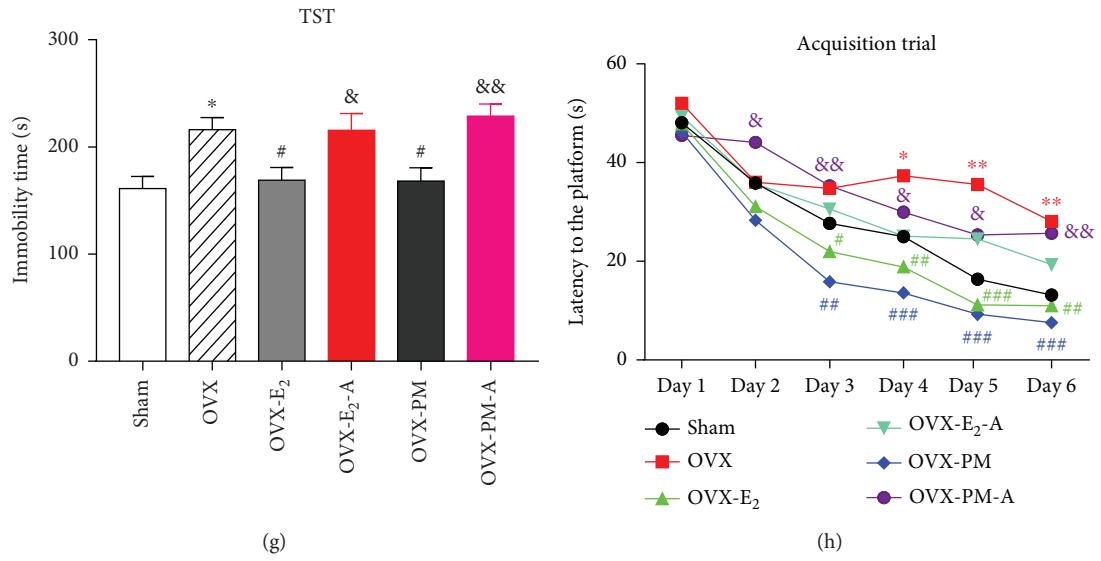 TST
Immobility time (s)
300
200
100
0
*
#
&
#
&&
Sham
OVX
OVX-E₂
OVX-E₂-A
OVX-PM
OVX-PM-A
(g)
Acquisition trial
Latency to the platform (s)
60
40
20
0
&
&&
*
**
**
&
&
&&
#
##
###
##
##
###
###
###
Day 1 Day 2 Day 3 Day 4 Day 5 Day 6
Sham
OVX
OVX-E₂
OVX-E₂-A
OVX-PM
OVX-PM-A
(h)